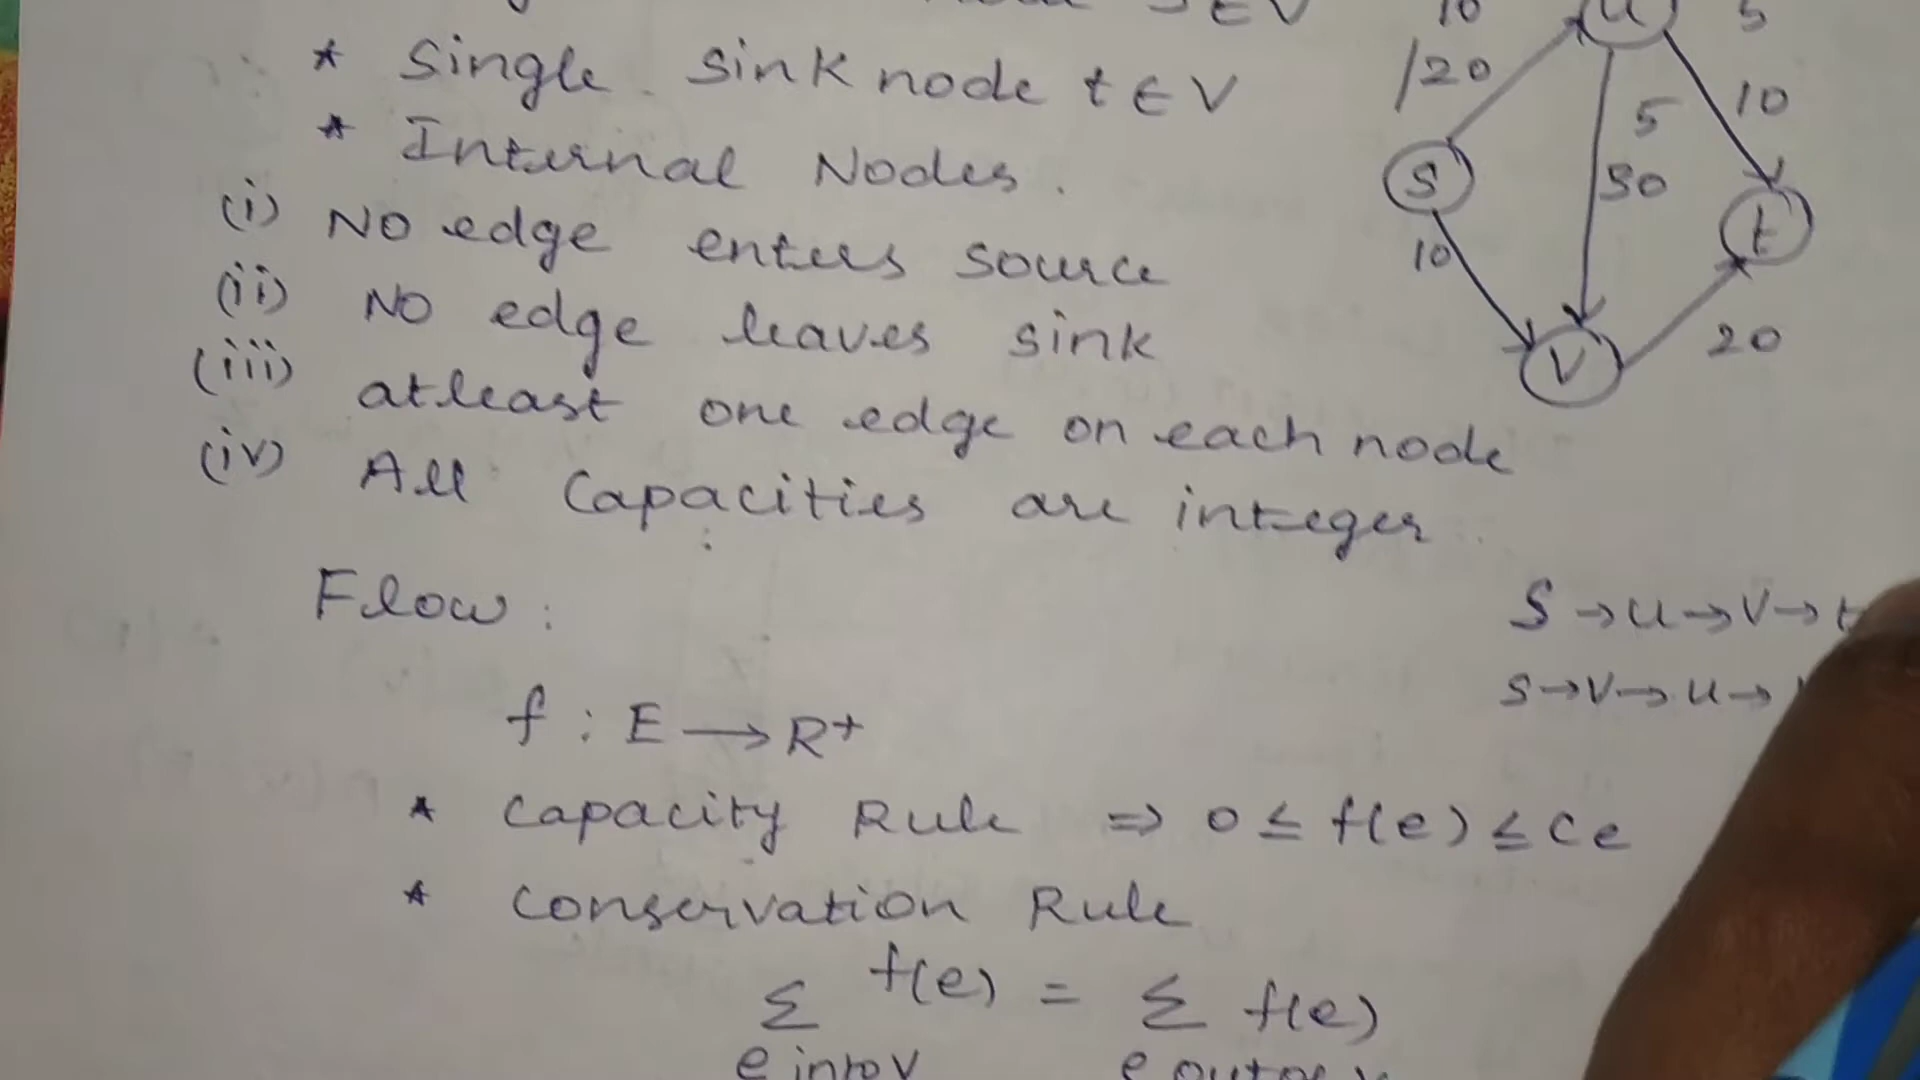 S ∈ V
* Single sink node t ∈ V
* Internal Nodes.
(i) No edge enters source
(ii) No edge leaves sink
(iii) atleast one edge on each node
(iv) All Capacities are integer
Flow:
f : E → R+
* Capacity Rule ⇒ 0 ≤ f(e) ≤ Ce
* Conservation Rule
Σ f(e) = Σ f(e)
e into V
10
u
5
/20
10
5
S
30
t
10
20
V
S → u → V → t
S → V → u →